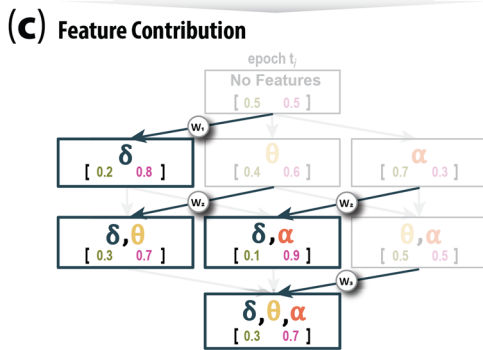 (c) Feature Contribution
epoch tⱼ
No Features
[ 0.5 0.5 ]
W₁
δ θ α
[ 0.2 0.8 ] [ 0.4 0.6 ] [ 0.7 0.3 ]
W₂ W₂
δ,θ δ,α θ,α
[ 0.3 0.7 ] [ 0.1 0.9 ] [ 0.5 0.5 ]
W₃
δ,θ,α
[ 0.3 0.7 ]